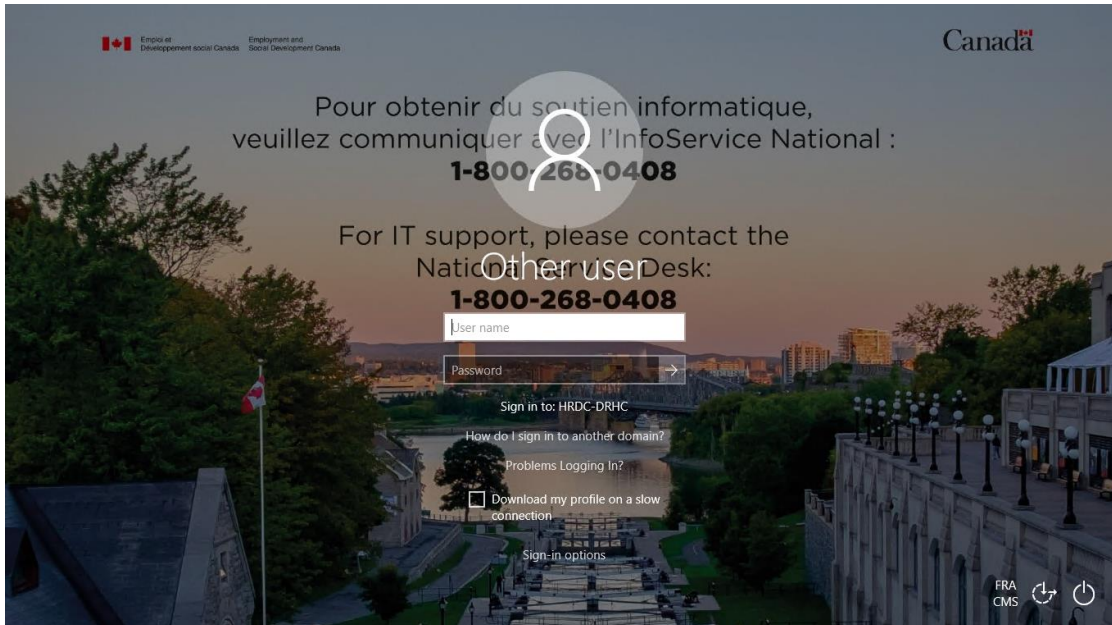 Emploi et
Développement social Canada
Employment and
Social Development Canada
Canada
Pour obtenir du soutien informatique,
veuillez communiquer avec l'InfoService National :
1-800-268-0408
For IT support, please contact the
National Service Desk:
1-800-268-0408
Other user
User name
Password
Sign in to: HRDC-DRHC
How do I sign in to another domain?
Problems Logging In?
Download my profile on a slow
connection
Sign-in options
FRA
CMS